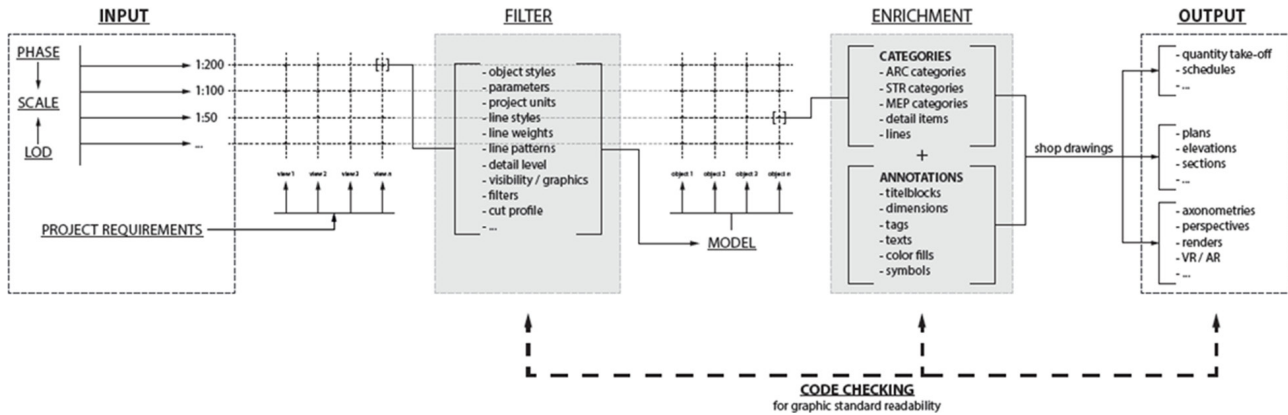 INPUT
PHASE
SCALE
LOD
1:200
1:100
1:50
...
PROJECT REQUIREMENTS
view 1 view 2 view 3 view n
FILTER
- object styles
- parameters
- project units
- line styles
- line weights
- line patterns
- detail level
- visibility / graphics
- filters
- cut profile
- ...
object 1 object 2 object 3 object n
MODEL
ENRICHMENT
CATEGORIES
- ARC categories
- STR categories
- MEP categories
- detail items
- lines
+
ANNOTATIONS
- titelblocks
- dimensions
- tags
- texts
- color fills
- symbols
shop drawings
OUTPUT
- quantity take-off
- schedules
- ...
- plans
- elevations
- sections
- ...
- axonometries
- perspectives
- renders
- VR / AR
- ...
CODE CHECKING
for graphic standard readability